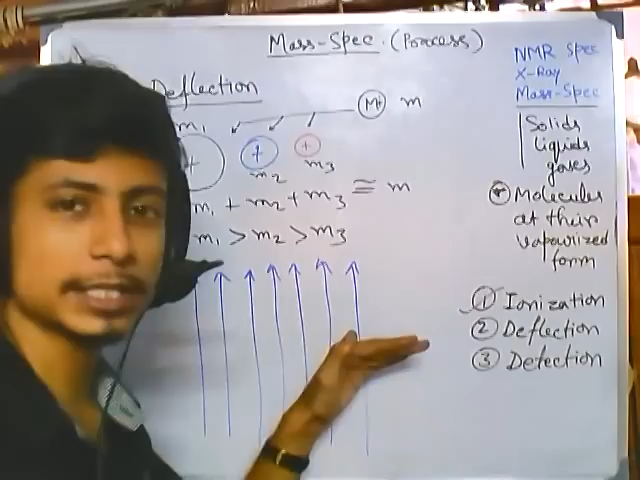 Mass-Spec. (Porcess)
Deflection
M+ m
m1
+
+
+
m2
m3
m1 + m2 + m3 ≡ m
m1 > m2 > m3
NMR Spec
X-Ray
Mass-Spec
Solids
liquids
gases
* Molecules
at their
vapourized
form
1 Ionization
2 Deflection
3 Detection